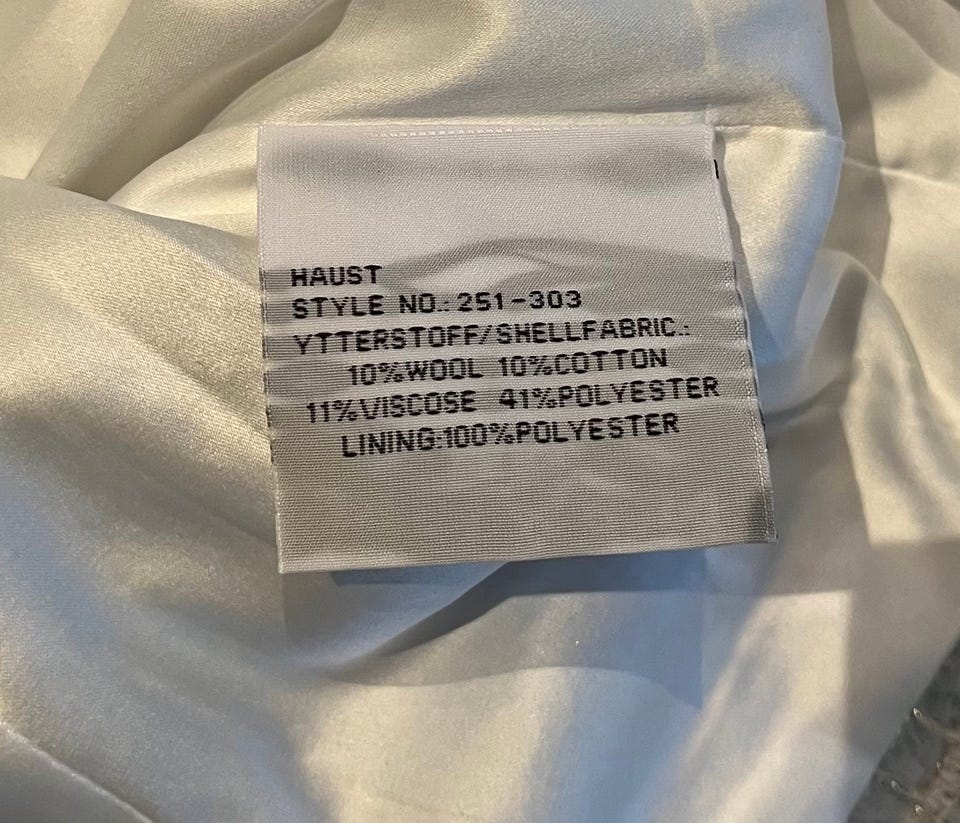 HAUST
STYLE NO.: 251-303
YTTERSTOFF/SHELLFABRIC.:
10%WOOL 10%COTTON
11%VISCOSE 41%POLYESTER
LINING:100%POLYESTER